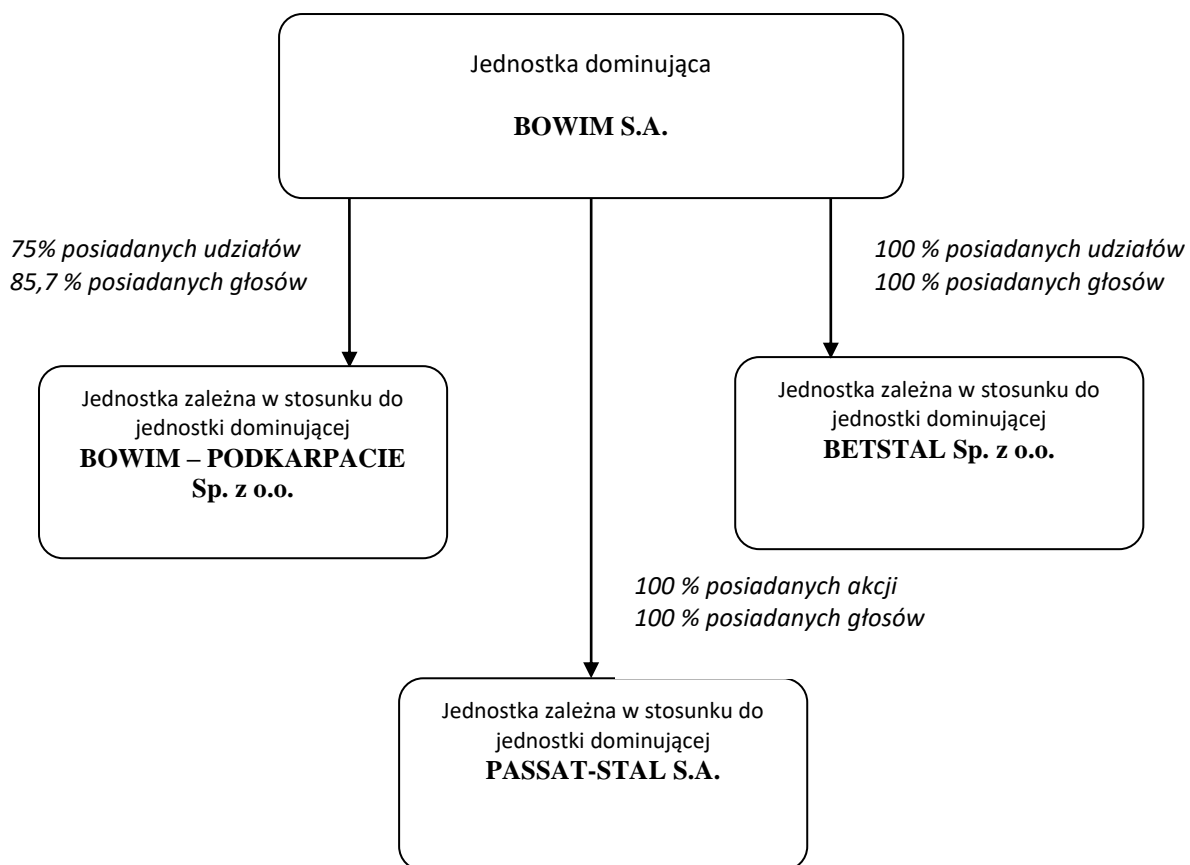 Jednostka dominująca
BOWIM S.A.
75% posiadanych udziałów
85,7 % posiadanych głosów
100 % posiadanych udziałów
100 % posiadanych głosów
Jednostka zależna w stosunku do
jednostki dominującej
BOWIM – PODKARPACIE
Sp. z o.o.
Jednostka zależna w stosunku do
jednostki dominującej
BETSTAL Sp. z o.o.
100 % posiadanych akcji
100 % posiadanych głosów
Jednostka zależna w stosunku do
jednostki dominującej
PASSAT-STAL S.A.